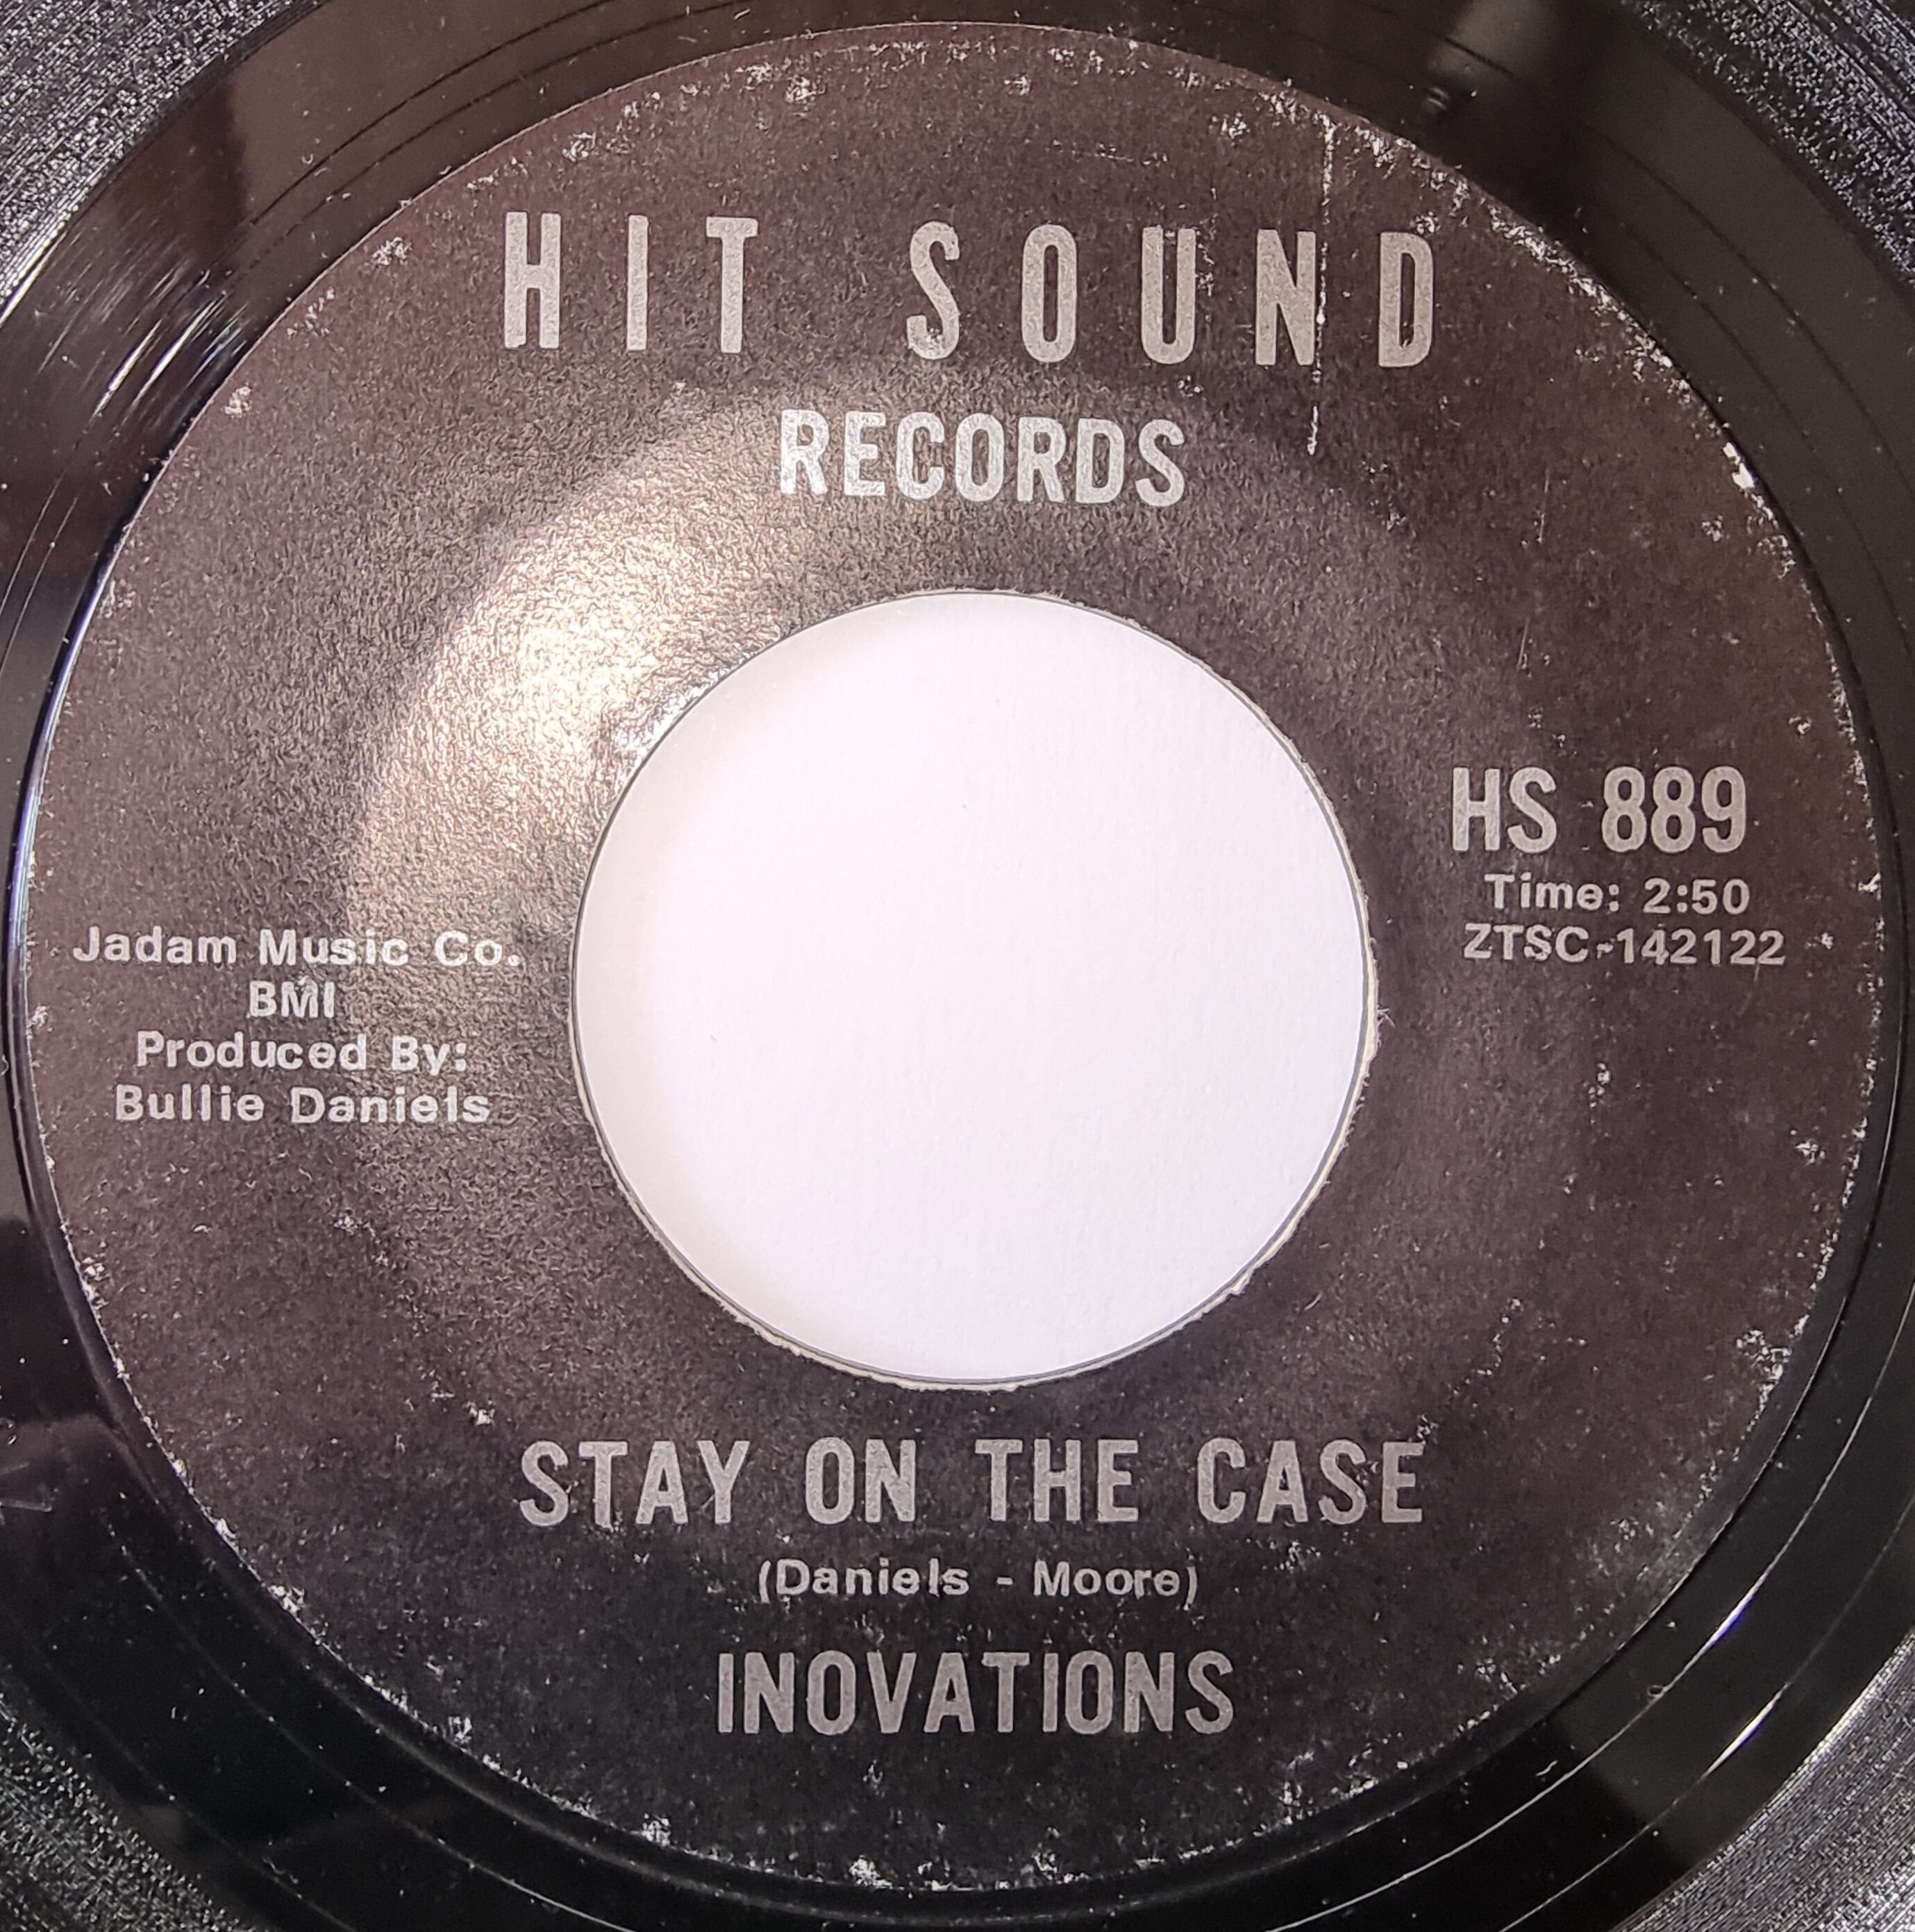 HIT SOUND
RECORDS
HS 889
Time: 2:50
ZTSC-142122
Jadam Music Co.
BMI
Produced By:
Bullie Daniels
STAY ON THE CASE
(Daniels - Moore)
INOVATIONS